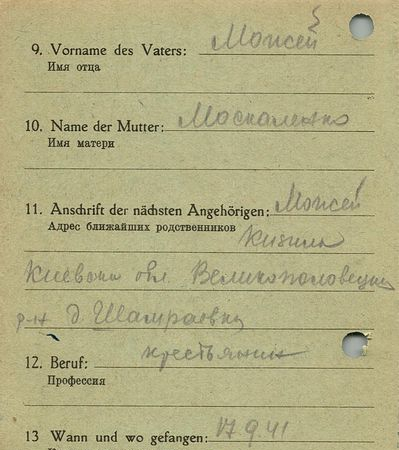 9. Vorname des Vaters: Моисей
Имя отца
10. Name der Mutter: Москаленко
Имя матери
11. Anschrift der nächsten Angehörigen: Моисей
Адрес ближайших родственников
Киевская обл. Великополовецкий
р-н д. Шамраевка
12. Beruf: крестьянин
Профессия
13 Wann und wo gefangen: 17.9.41